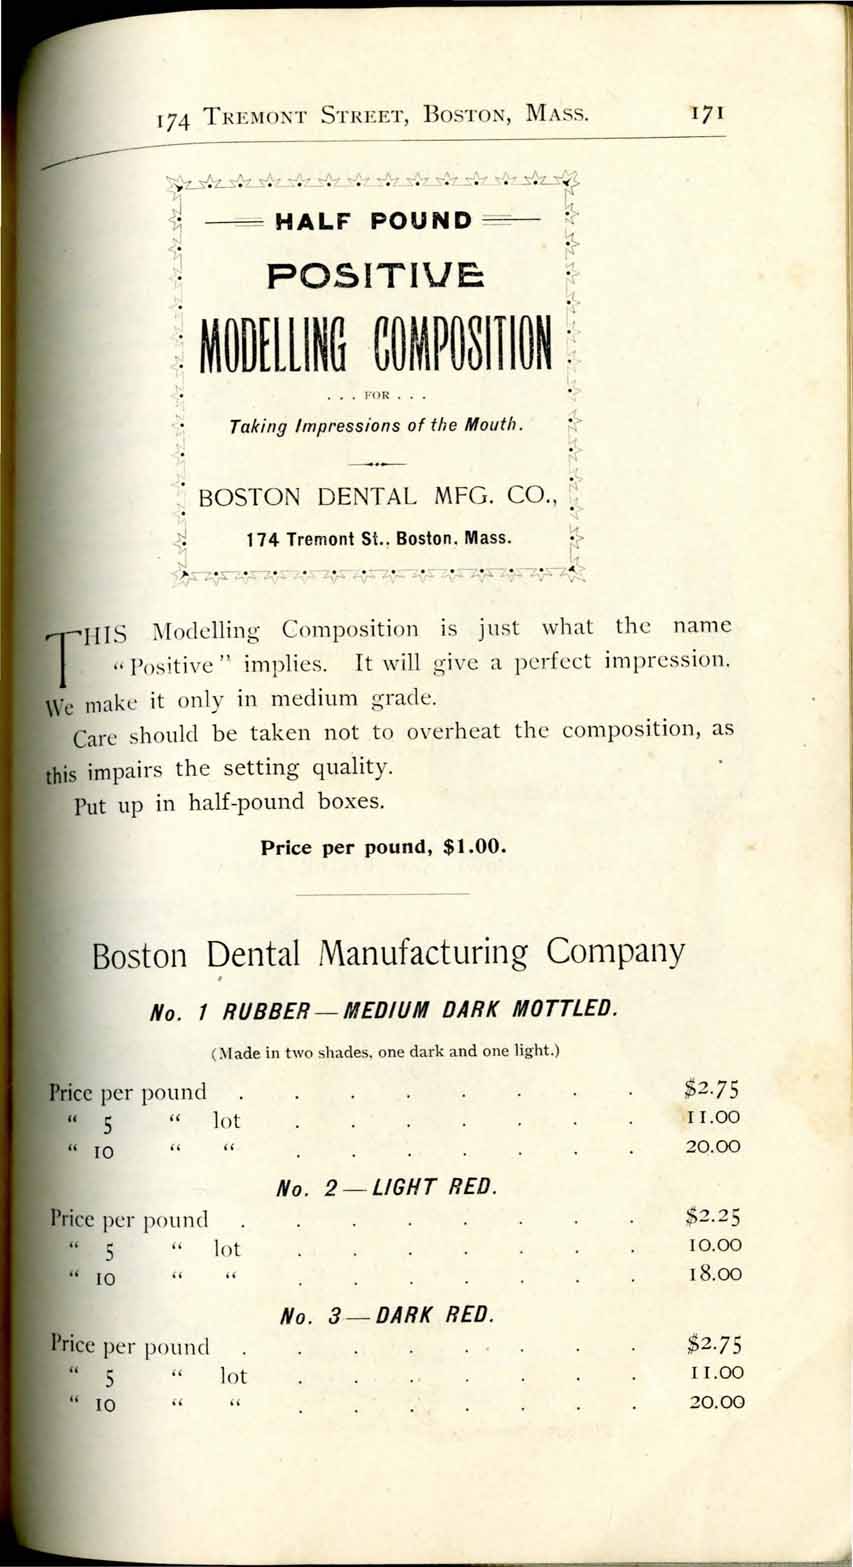 174 TREMONT STREET, BOSTON, MASS. 171
HALF POUND
POSITIVE
MODELLING COMPOSITION
. . . FOR . . .
Taking Impressions of the Mouth.
BOSTON DENTAL MFG. CO.,
174 Tremont St., Boston, Mass.
THIS Modelling Composition is just what the name
“Positive” implies. It will give a perfect impression.
We make it only in medium grade.
Care should be taken not to overheat the composition, as
this impairs the setting quality.
Put up in half-pound boxes.
Price per pound, $1.00.
Boston Dental Manufacturing Company
No. 1 RUBBER—MEDIUM DARK MOTTLED.
(Made in two shades, one dark and one light.)
Price per pound . . . . . . . . $2.75
“ 5 “ lot . . . . . . . 11.00
“ 10 “ “ . . . . . . . 20.00
No. 2—LIGHT RED.
Price per pound . . . . . . . . $2.25
“ 5 “ lot . . . . . . . 10.00
“ 10 “ “ . . . . . . . 18.00
No. 3—DARK RED.
Price per pound . . . . . . . . $2.75
“ 5 “ lot . . . . . . . 11.00
“ 10 “ “ . . . . . . . 20.00